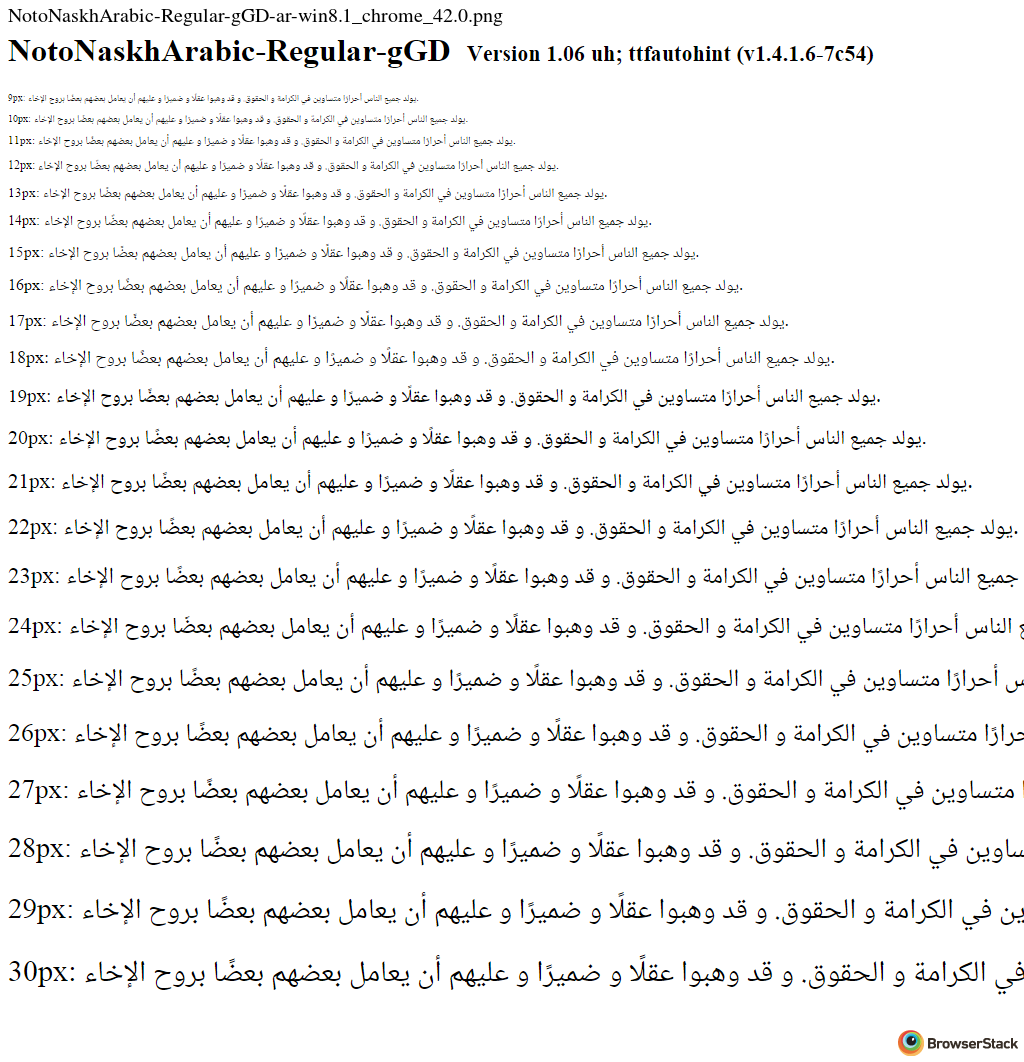 NotoNaskhArabic-Regular-gGD-ar-win8.1_chrome_42.0.png
NotoNaskhArabic-Regular-gGD Version 1.06 uh; ttfautohint (v1.4.1.6-7c54)
9px: يولد جميع الناس أحرارًا متساوين في الكرامة و الحقوق. و قد وهبوا عقلًا و ضميرًا و عليهم أن يعامل بعضهم بعضًا بروح الإخاء.
10px: يولد جميع الناس أحرارًا متساوين في الكرامة و الحقوق. و قد وهبوا عقلًا و ضميرًا و عليهم أن يعامل بعضهم بعضًا بروح الإخاء.
11px: يولد جميع الناس أحرارًا متساوين في الكرامة و الحقوق. و قد وهبوا عقلًا و ضميرًا و عليهم أن يعامل بعضهم بعضًا بروح الإخاء.
12px: يولد جميع الناس أحرارًا متساوين في الكرامة و الحقوق. و قد وهبوا عقلًا و ضميرًا و عليهم أن يعامل بعضهم بعضًا بروح الإخاء.
13px: يولد جميع الناس أحرارًا متساوين في الكرامة و الحقوق. و قد وهبوا عقلًا و ضميرًا و عليهم أن يعامل بعضهم بعضًا بروح الإخاء.
14px: يولد جميع الناس أحرارًا متساوين في الكرامة و الحقوق. و قد وهبوا عقلًا و ضميرًا و عليهم أن يعامل بعضهم بعضًا بروح الإخاء.
15px: يولد جميع الناس أحرارًا متساوين في الكرامة و الحقوق. و قد وهبوا عقلًا و ضميرًا و عليهم أن يعامل بعضهم بعضًا بروح الإخاء.
16px: يولد جميع الناس أحرارًا متساوين في الكرامة و الحقوق. و قد وهبوا عقلًا و ضميرًا و عليهم أن يعامل بعضهم بعضًا بروح الإخاء.
17px: يولد جميع الناس أحرارًا متساوين في الكرامة و الحقوق. و قد وهبوا عقلًا و ضميرًا و عليهم أن يعامل بعضهم بعضًا بروح الإخاء.
18px: يولد جميع الناس أحرارًا متساوين في الكرامة و الحقوق. و قد وهبوا عقلًا و ضميرًا و عليهم أن يعامل بعضهم بعضًا بروح الإخاء.
19px: يولد جميع الناس أحرارًا متساوين في الكرامة و الحقوق. و قد وهبوا عقلًا و ضميرًا و عليهم أن يعامل بعضهم بعضًا بروح الإخاء.
20px: يولد جميع الناس أحرارًا متساوين في الكرامة و الحقوق. و قد وهبوا عقلًا و ضميرًا و عليهم أن يعامل بعضهم بعضًا بروح الإخاء.
21px: يولد جميع الناس أحرارًا متساوين في الكرامة و الحقوق. و قد وهبوا عقلًا و ضميرًا و عليهم أن يعامل بعضهم بعضًا بروح الإخاء.
22px: يولد جميع الناس أحرارًا متساوين في الكرامة و الحقوق. و قد وهبوا عقلًا و ضميرًا و عليهم أن يعامل بعضهم بعضًا بروح الإخاء.
23px: جميع الناس أحرارًا متساوين في الكرامة و الحقوق. و قد وهبوا عقلًا و ضميرًا و عليهم أن يعامل بعضهم بعضًا بروح الإخاء
24px: الناس أحرارًا متساوين في الكرامة و الحقوق. و قد وهبوا عقلًا و ضميرًا و عليهم أن يعامل بعضهم بعضًا بروح الإخاء
25px: أحرارًا متساوين في الكرامة و الحقوق. و قد وهبوا عقلًا و ضميرًا و عليهم أن يعامل بعضهم بعضًا بروح الإخاء
26px: متساوين في الكرامة و الحقوق. و قد وهبوا عقلًا و ضميرًا و عليهم أن يعامل بعضهم بعضًا بروح الإخاء
27px: متساوين في الكرامة و الحقوق. و قد وهبوا عقلًا و ضميرًا و عليهم أن يعامل بعضهم بعضًا بروح الإخاء
28px: في الكرامة و الحقوق. و قد وهبوا عقلًا و ضميرًا و عليهم أن يعامل بعضهم بعضًا بروح الإخاء
29px: في الكرامة و الحقوق. و قد وهبوا عقلًا و ضميرًا و عليهم أن يعامل بعضهم بعضًا بروح الإخاء
30px: في الكرامة و الحقوق. و قد وهبوا عقلًا و ضميرًا و عليهم أن يعامل بعضهم بعضًا بروح الإخاء
BrowserStack